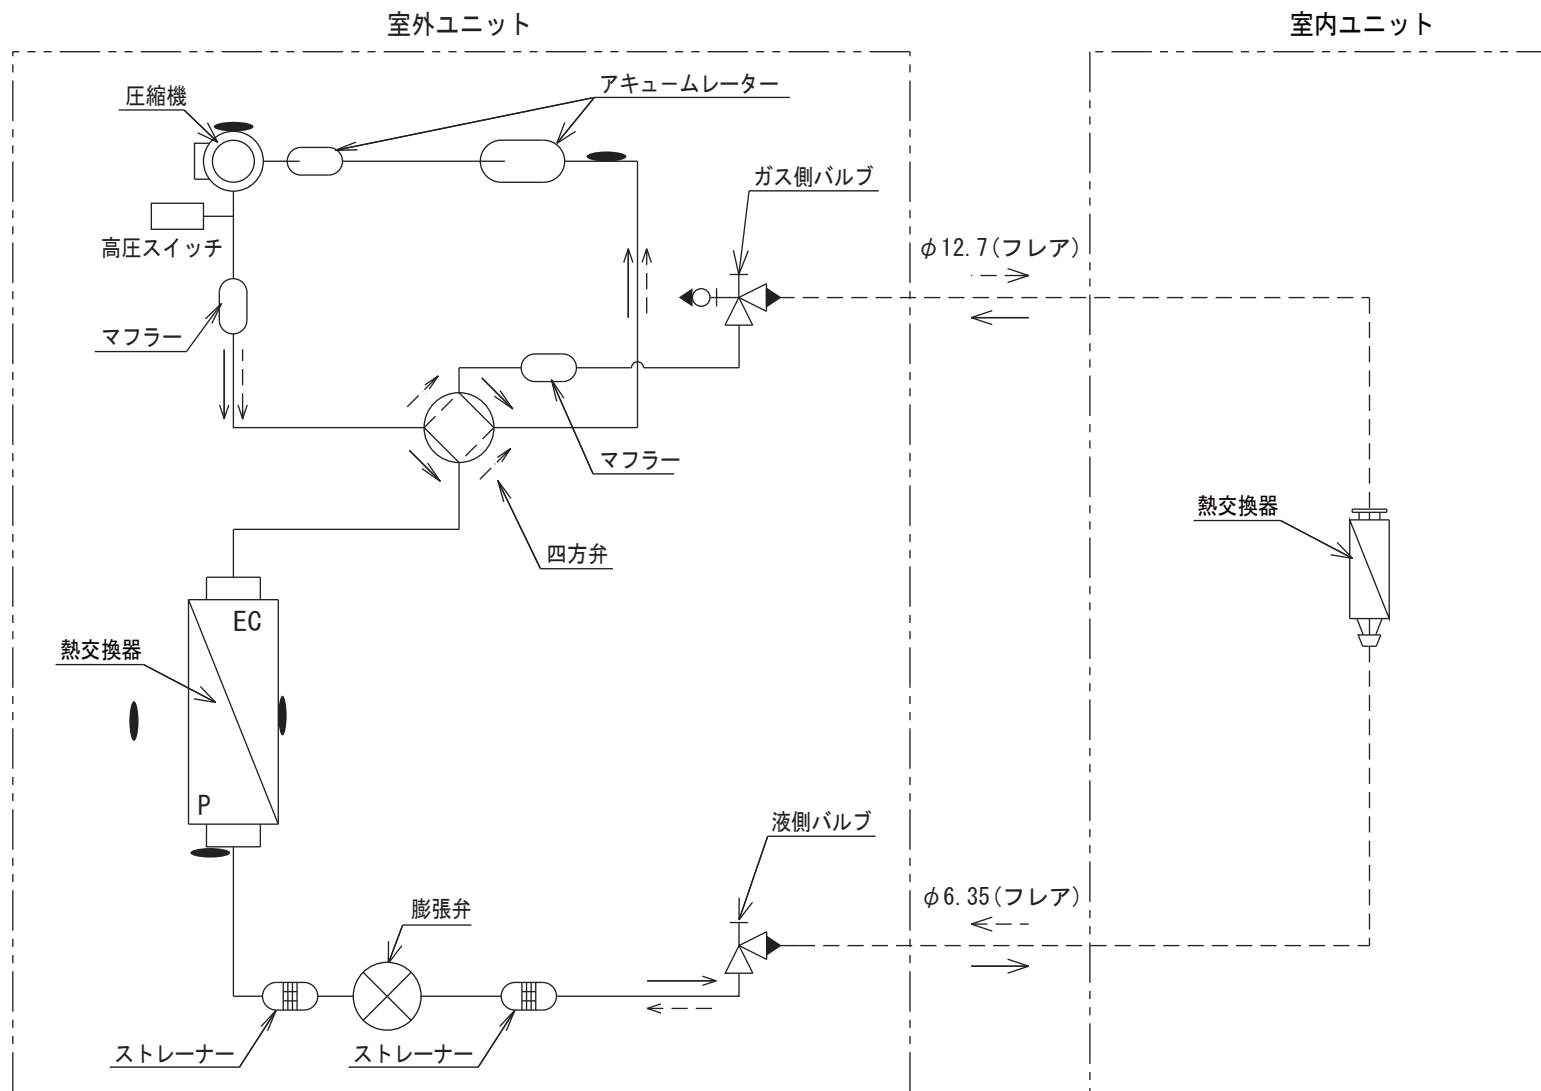 室外ユニット
室内ユニット
圧縮機
アキュームレーター
ガス側バルブ
高圧スイッチ
φ12.7(フレア)
マフラー
マフラー
四方弁
熱交換器
EC
熱交換器
P
液側バルブ
φ6.35(フレア)
膨張弁
ストレーナー
ストレーナー